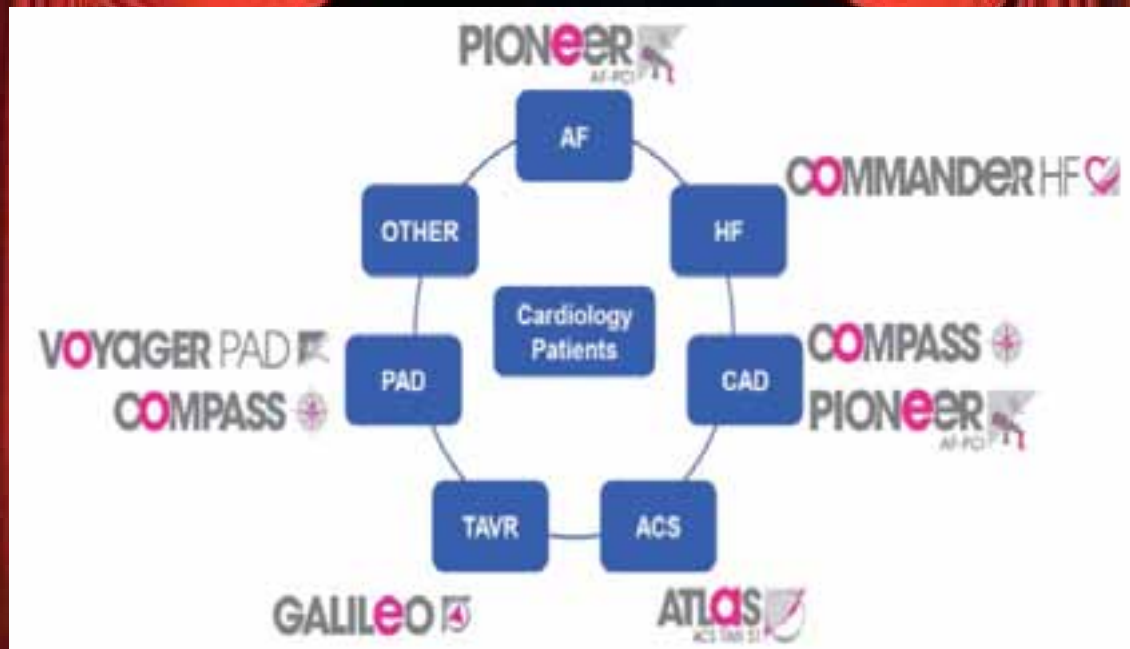 PIONeeR
AF-PCI
AF
COMMANDeR HF
OTHER
HF
Cardiology
Patients
VOYaGER PAD
COMPASS
PAD
CAD
COMPASS
PIONeeR
AF-PCI
TAVR
ACS
GALILeO
ATLaS
ACS TIMI 51